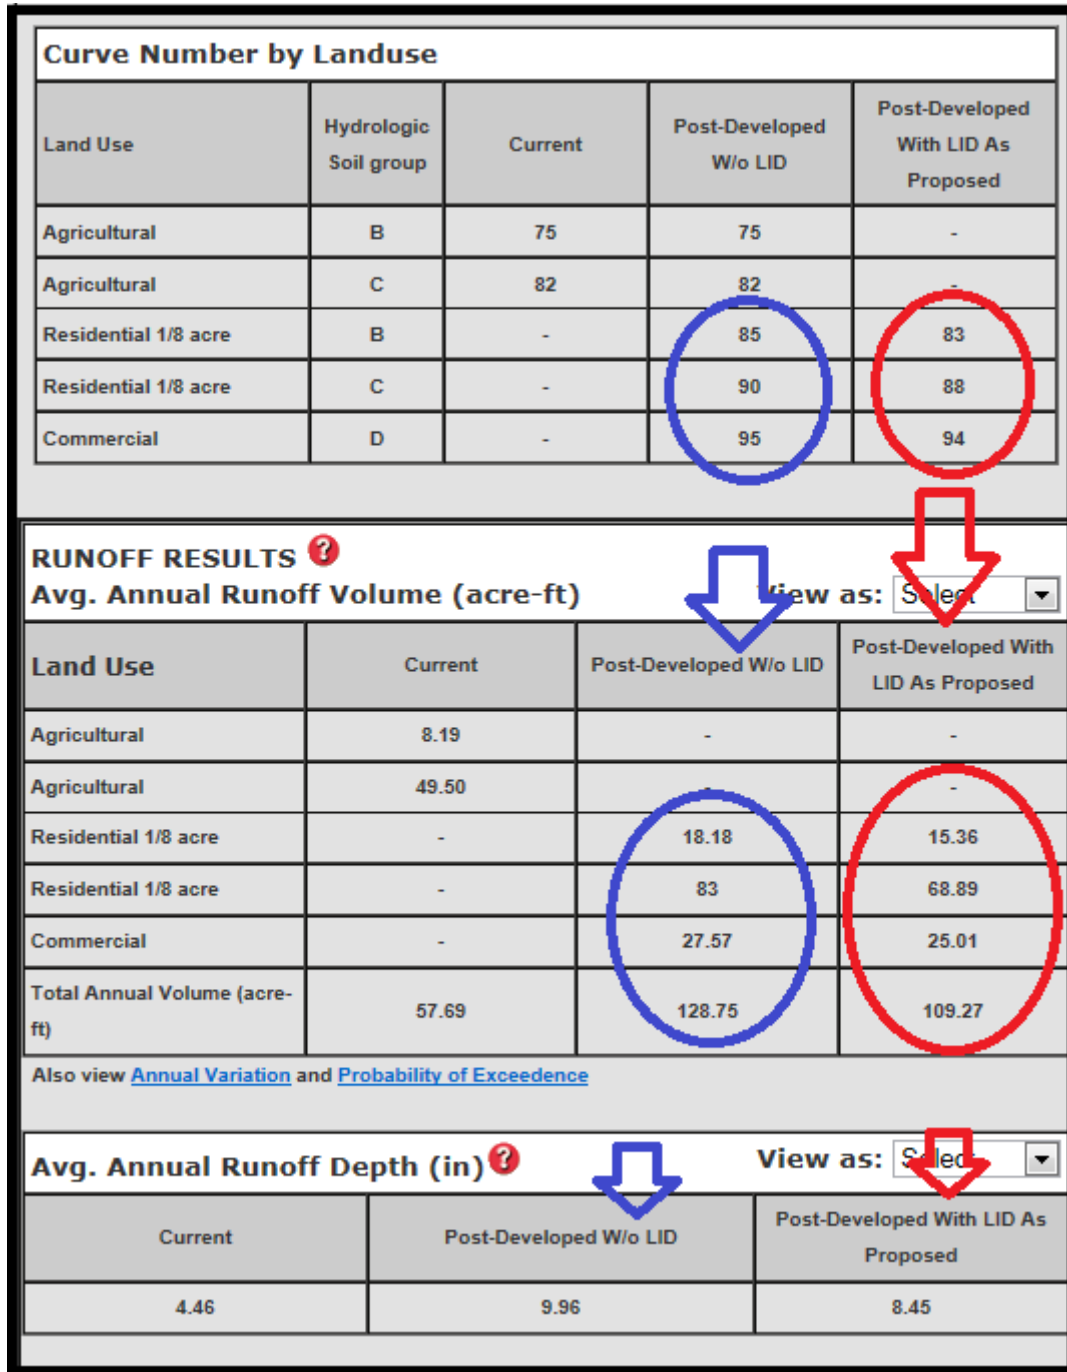 Curve Number by Landuse
Land Use Hydrologic Soil group Current Post-Developed W/o LID Post-Developed With LID As Proposed
Agricultural B 75 75 -
Agricultural C 82 82 -
Residential 1/8 acre B - 85 83
Residential 1/8 acre C - 90 88
Commercial D - 95 94
RUNOFF RESULTS ?
Avg. Annual Runoff Volume (acre-ft) View as: Select
Land Use Current Post-Developed W/o LID Post-Developed With LID As Proposed
Agricultural 8.19 - -
Agricultural 49.50 - -
Residential 1/8 acre - 18.18 15.36
Residential 1/8 acre - 83 68.89
Commercial - 27.57 25.01
Total Annual Volume (acre-ft) 57.69 128.75 109.27
Also view Annual Variation and Probability of Exceedence
Avg. Annual Runoff Depth (in) ? View as: Select
Current Post-Developed W/o LID Post-Developed With LID As Proposed
4.46 9.96 8.45